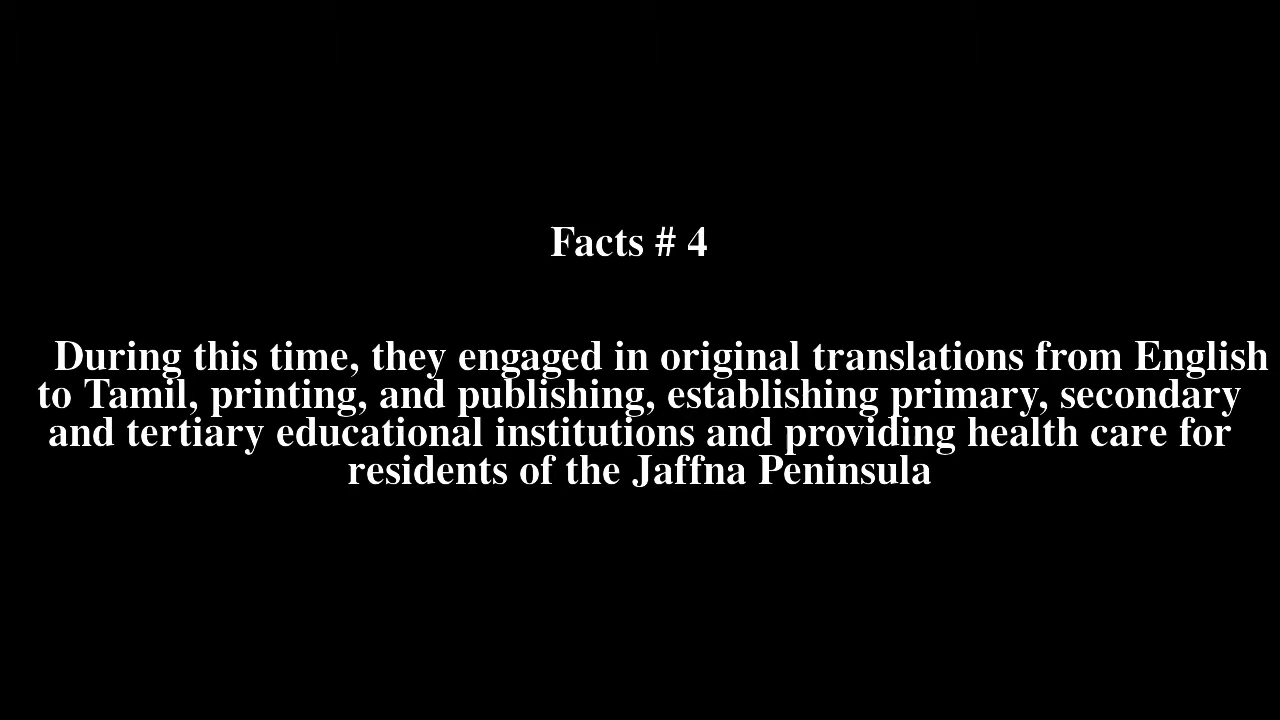 Facts # 4
During this time, they engaged in original translations from English
to Tamil, printing, and publishing, establishing primary, secondary
and tertiary educational institutions and providing health care for
residents of the Jaffna Peninsula